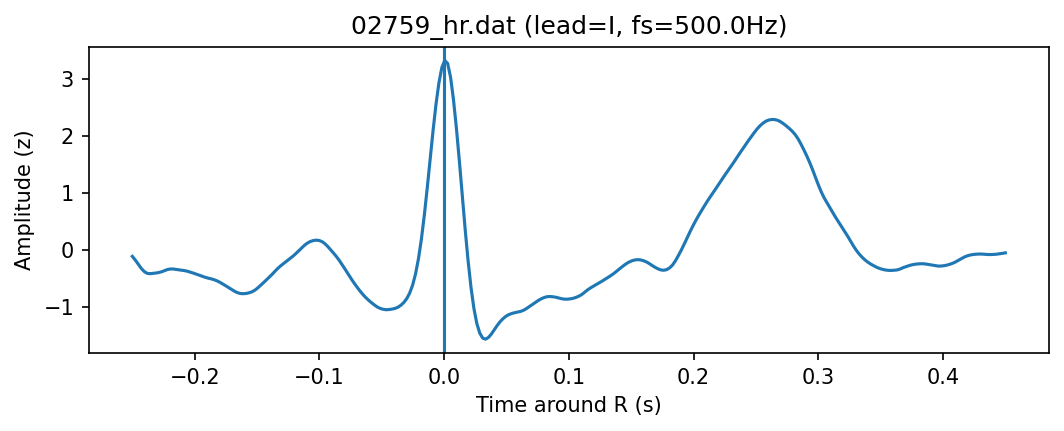 02759_hr.dat (lead=I, fs=500.0Hz)
Amplitude (z)
3
2
1
0
−1
−0.2 −0.1 0.0 0.1 0.2 0.3 0.4
Time around R (s)